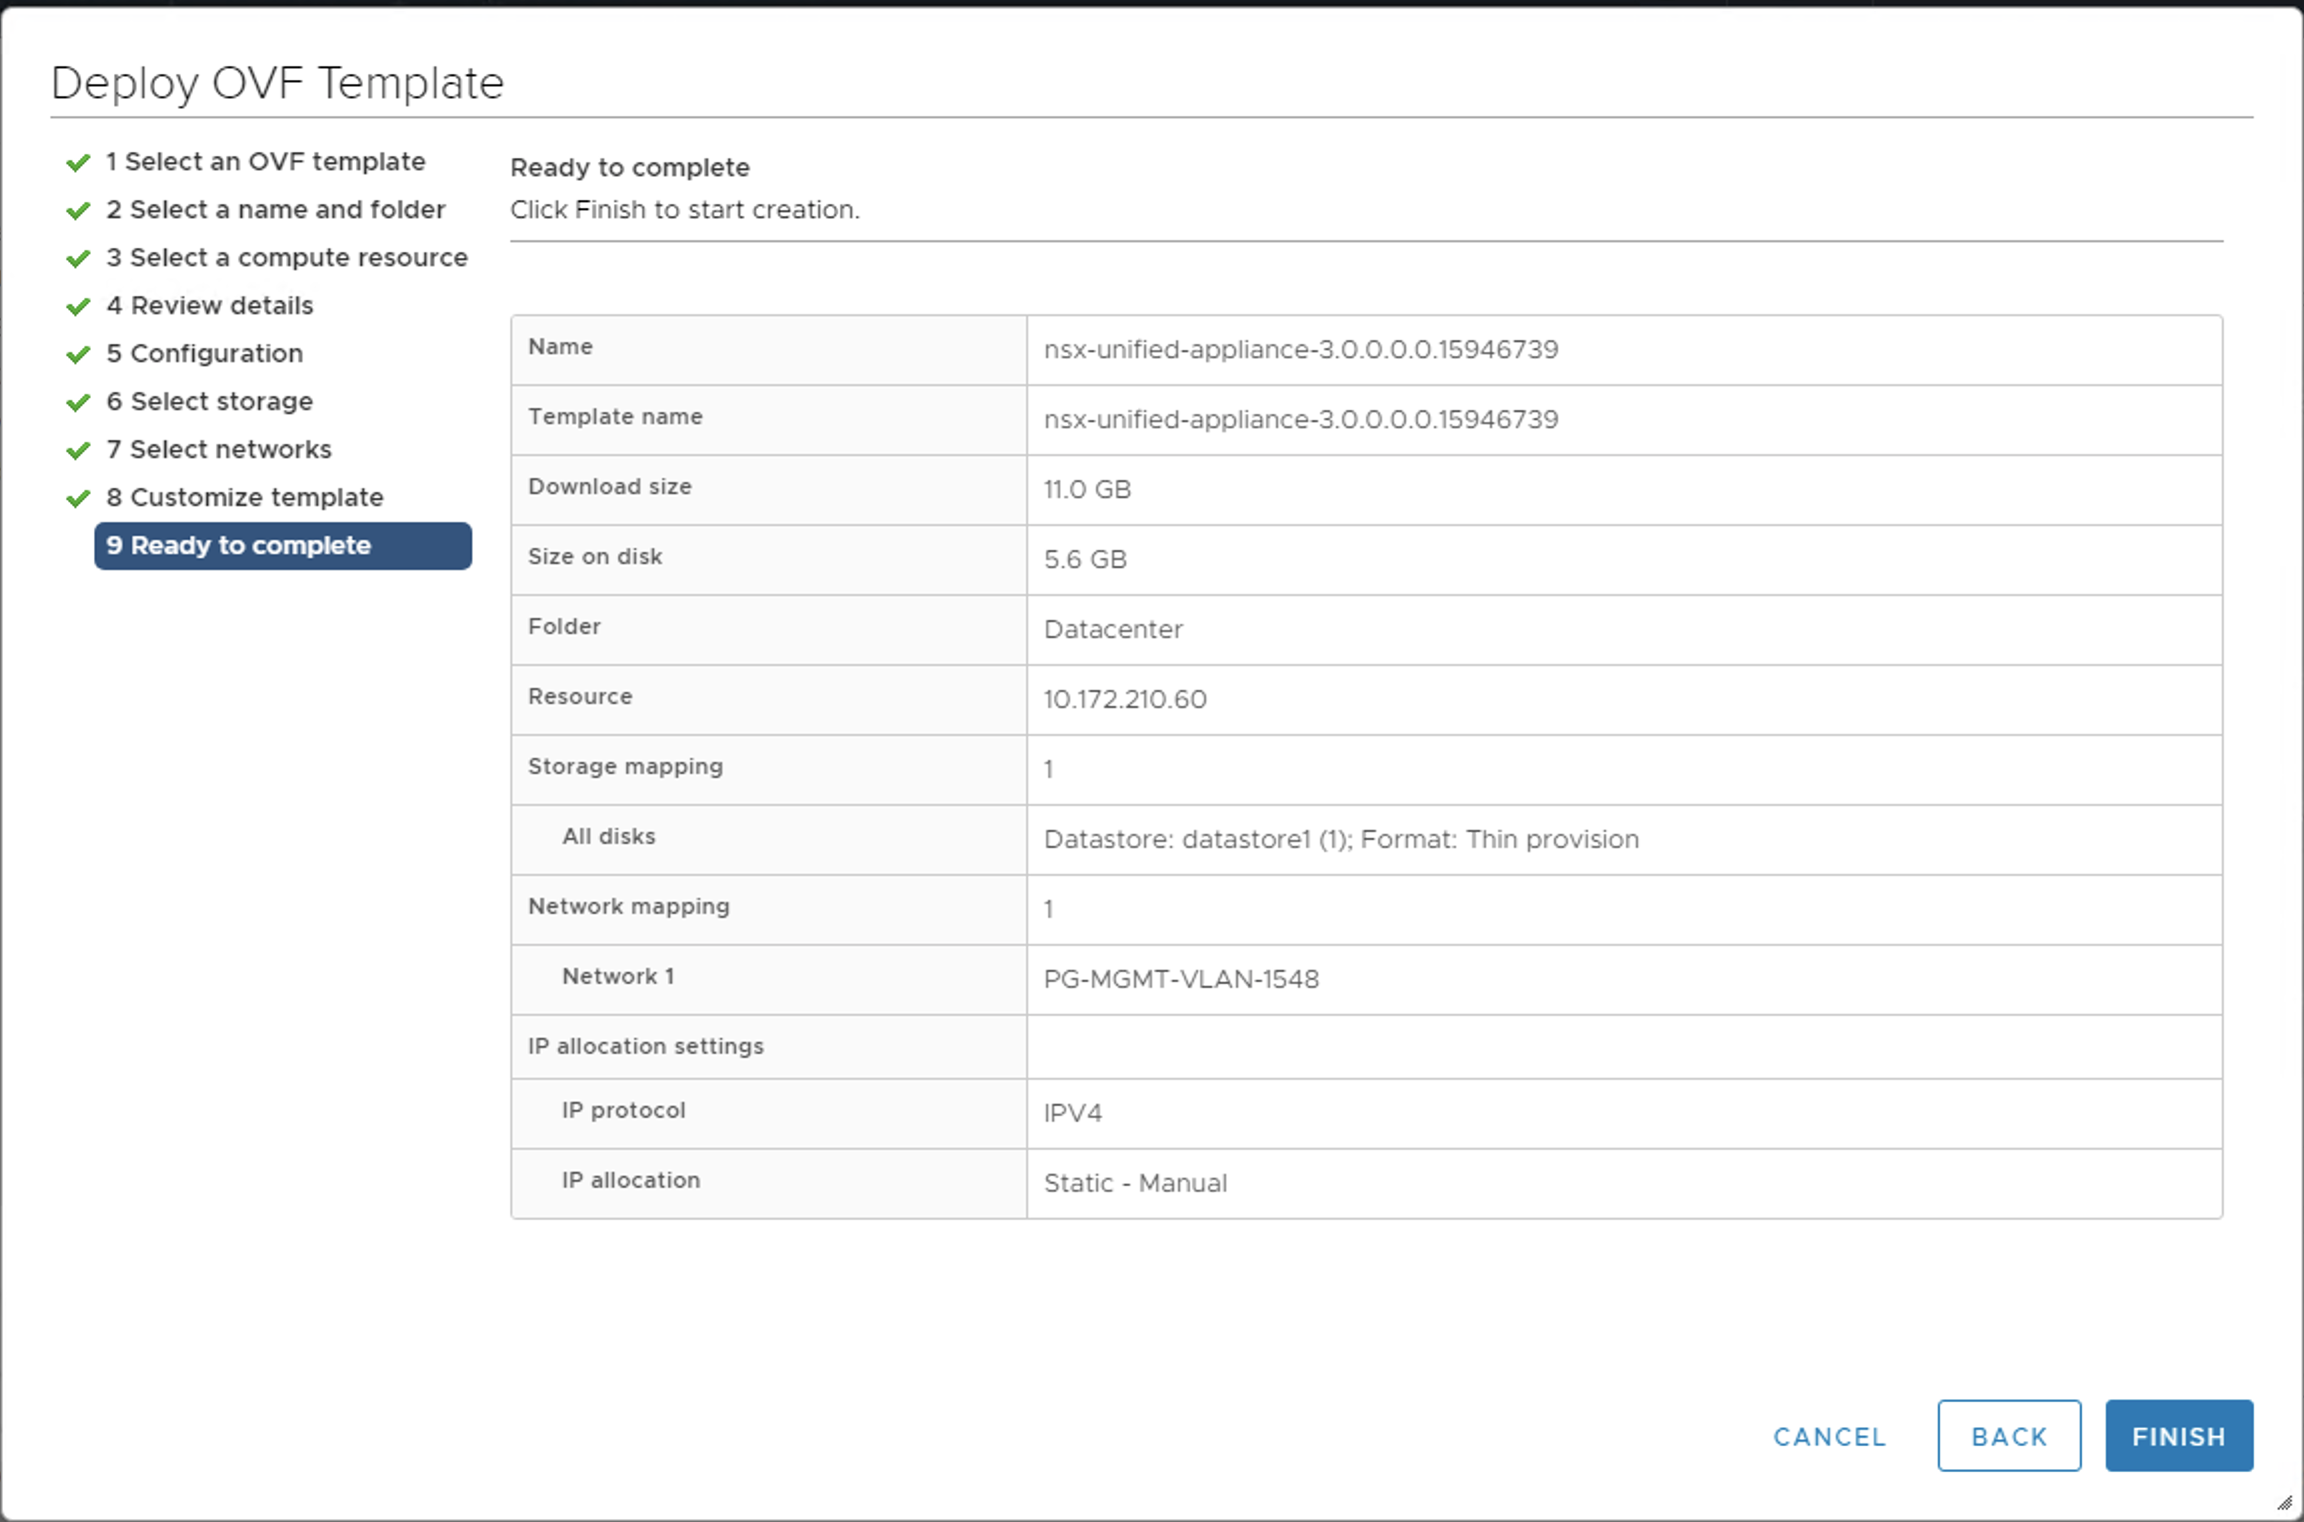 Deploy OVF Template
1 Select an OVF template
2 Select a name and folder
3 Select a compute resource
4 Review details
5 Configuration
6 Select storage
7 Select networks
8 Customize template
9 Ready to complete
Ready to complete
Click Finish to start creation.
Name nsx-unified-appliance-3.0.0.0.0.15946739
Template name nsx-unified-appliance-3.0.0.0.0.15946739
Download size 11.0 GB
Size on disk 5.6 GB
Folder Datacenter
Resource 10.172.210.60
Storage mapping 1
All disks Datastore: datastore1 (1); Format: Thin provision
Network mapping 1
Network 1 PG-MGMT-VLAN-1548
IP allocation settings
IP protocol IPV4
IP allocation Static - Manual
CANCEL BACK FINISH